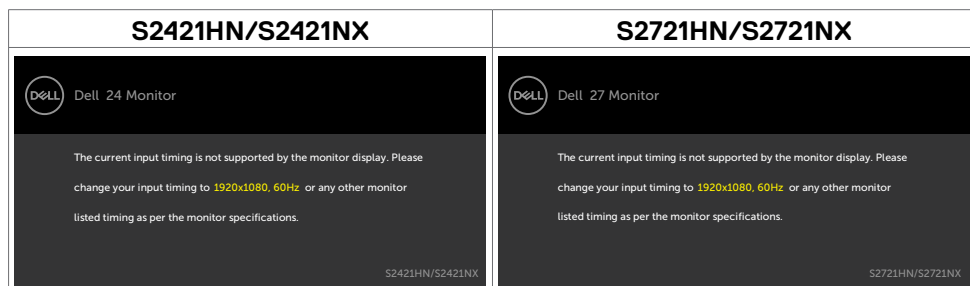 S2421HN/S2421NX
S2721HN/S2721NX
DELL
Dell 24 Monitor
The current input timing is not supported by the monitor display. Please
change your input timing to 1920x1080, 60Hz or any other monitor
listed timing as per the monitor specifications.
S2421HN/S2421NX
DELL
Dell 27 Monitor
The current input timing is not supported by the monitor display. Please
change your input timing to 1920x1080, 60Hz or any other monitor
listed timing as per the monitor specifications.
S2721HN/S2721NX